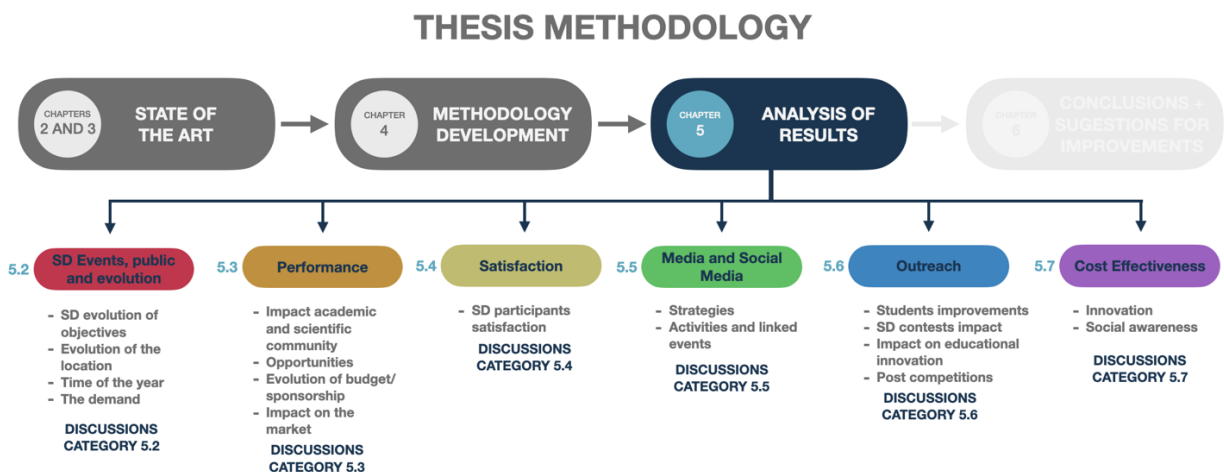 THESIS METHODOLOGY
CHAPTERS
2 AND 3
STATE OF
THE ART
CHAPTER
4
METHODOLOGY
DEVELOPMENT
CHAPTER
5
ANALYSIS OF
RESULTS
CHAPTER
6
CONCLUSIONS +
SUGESTIONS FOR
IMPROVEMENTS
5.2
SD Events, public
and evolution
- SD evolution of
objectives
- Evolution of the
location
- Time of the year
- The demand
DISCUSSIONS
CATEGORY 5.2
5.3
Performance
- Impact academic
and scientific
community
- Opportunities
- Evolution of budget/
sponsorship
- Impact on the
market
DISCUSSIONS
CATEGORY 5.3
5.4
Satisfaction
- SD participants
satisfaction
DISCUSSIONS
CATEGORY 5.4
5.5
Media and Social
Media
- Strategies
- Activities and linked
events
DISCUSSIONS
CATEGORY 5.5
5.6
Outreach
- Students improvements
- SD contests impact
- Impact on educational
innovation
- Post competitions
DISCUSSIONS
CATEGORY 5.6
5.7
Cost Effectiveness
- Innovation
- Social awareness
DISCUSSIONS
CATEGORY 5.7